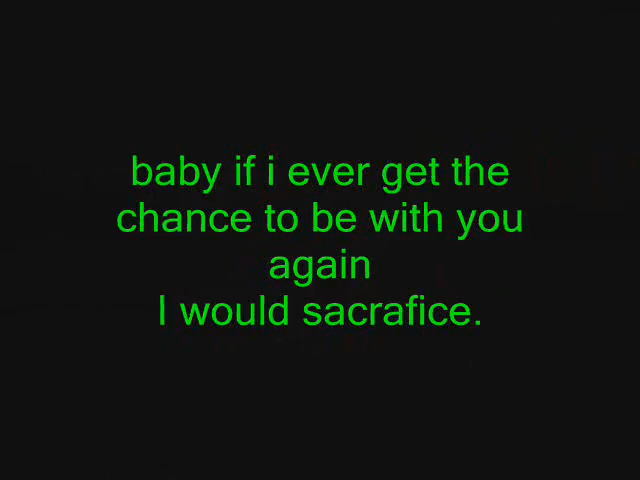 baby if i ever get the
chance to be with you
again
I would sacrafice.